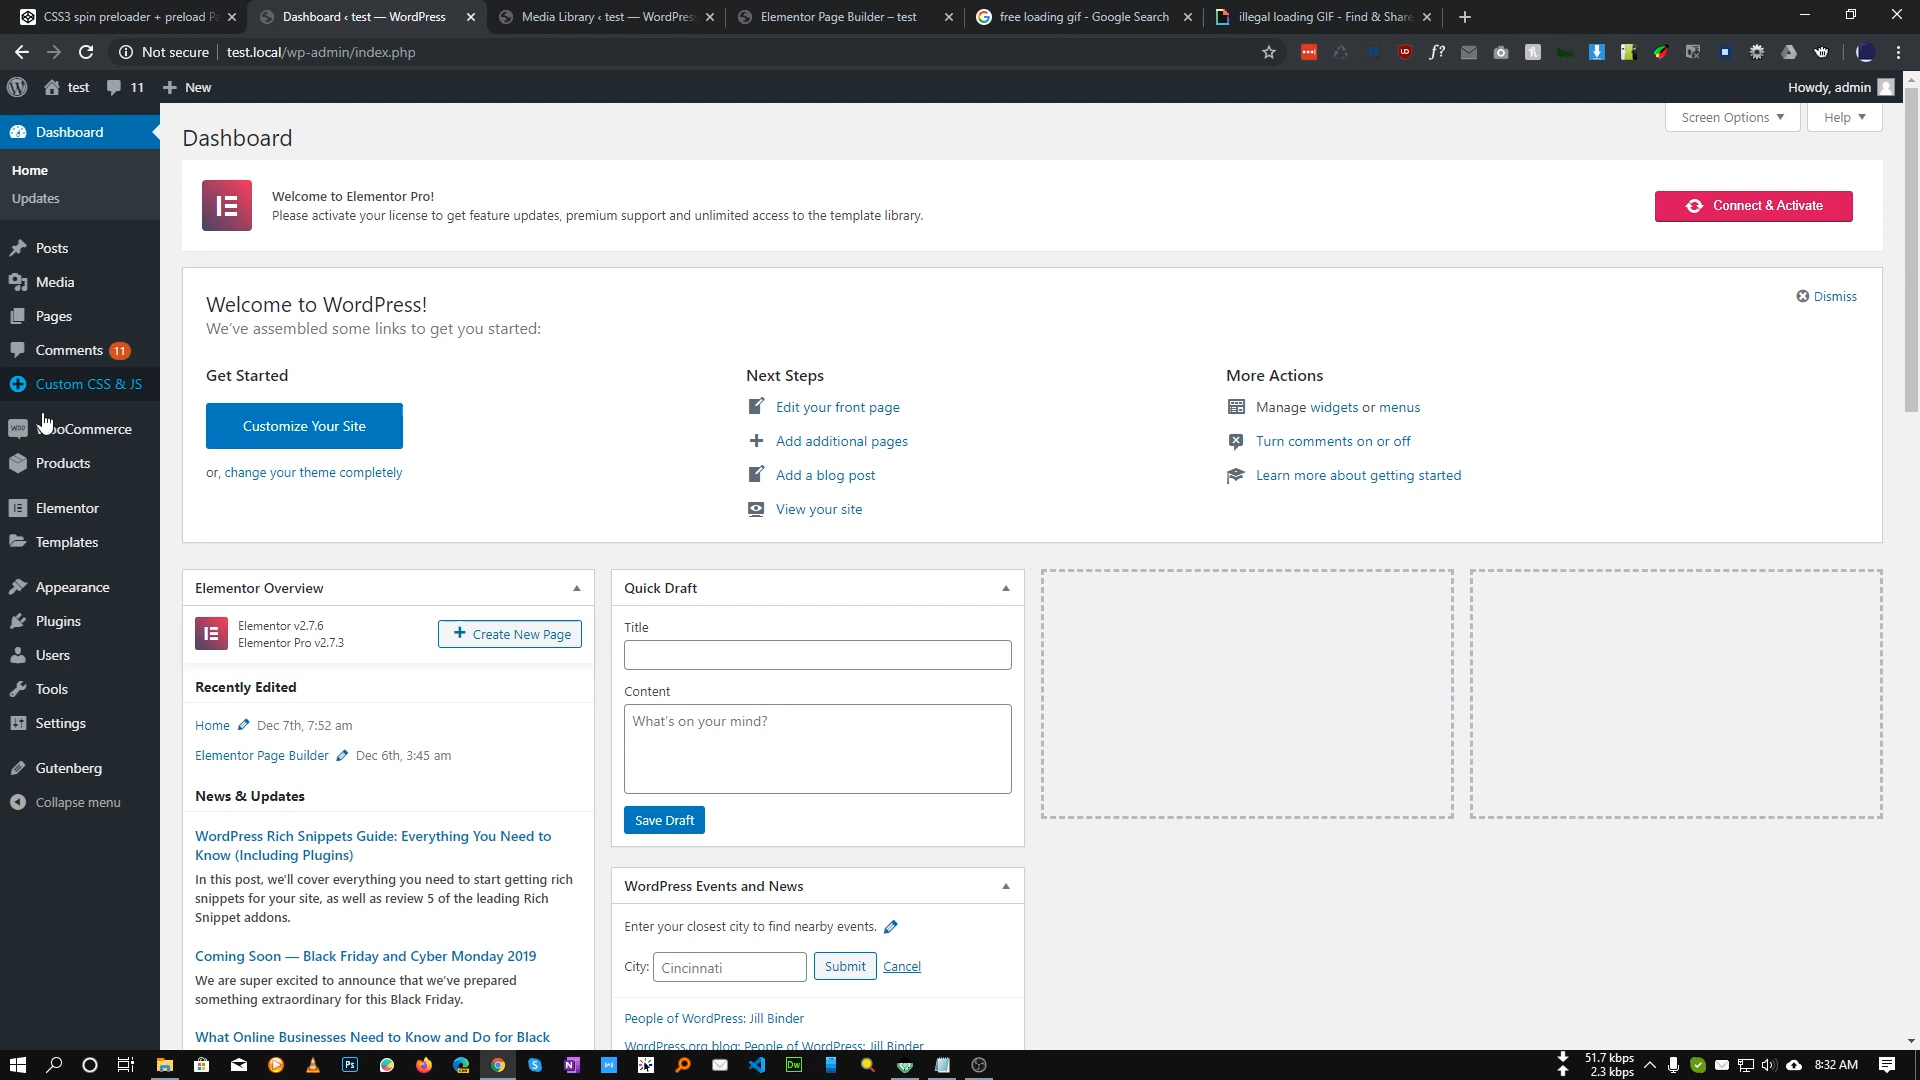 CSS3 spin preloader + preload Pa
Dashboard ‹ test — WordPress
Media Library ‹ test — WordPres
Elementor Page Builder – test
free loading gif - Google Search
illegal loading GIF - Find & Share
Not secure
test.local/wp-admin/index.php
test
11
New
Howdy, admin
Dashboard
Home
Updates
Posts
Media
Pages
Comments 11
Custom CSS & JS
WooCommerce
Products
Elementor
Templates
Appearance
Plugins
Users
Tools
Settings
Gutenberg
Collapse menu
Screen Options
Help
Dashboard
Welcome to Elementor Pro!
Please activate your license to get feature updates, premium support and unlimited access to the template library.
Connect & Activate
Welcome to WordPress!
We've assembled some links to get you started:
Dismiss
Get Started
Customize Your Site
or, change your theme completely
Next Steps
Edit your front page
Add additional pages
Add a blog post
View your site
More Actions
Manage widgets or menus
Turn comments on or off
Learn more about getting started
Elementor Overview
Elementor v2.7.6
Elementor Pro v2.7.3
Create New Page
Recently Edited
Home Dec 7th, 7:52 am
Elementor Page Builder Dec 6th, 3:45 am
News & Updates
WordPress Rich Snippets Guide: Everything You Need to
Know (Including Plugins)
In this post, we'll cover everything you need to start getting rich
snippets for your site, as well as review 5 of the leading Rich
Snippet addons.
Coming Soon — Black Friday and Cyber Monday 2019
We are super excited to announce that we've prepared
something extraordinary for this Black Friday.
What Online Businesses Need to Know and Do for Black
Quick Draft
Title
Content
What's on your mind?
Save Draft
WordPress Events and News
Enter your closest city to find nearby events.
City: Cincinnati Submit Cancel
People of WordPress: Jill Binder
WordPress.org blog: People of WordPress: Jill Binder
51.7 kbps
2.3 kbps
8:32 AM